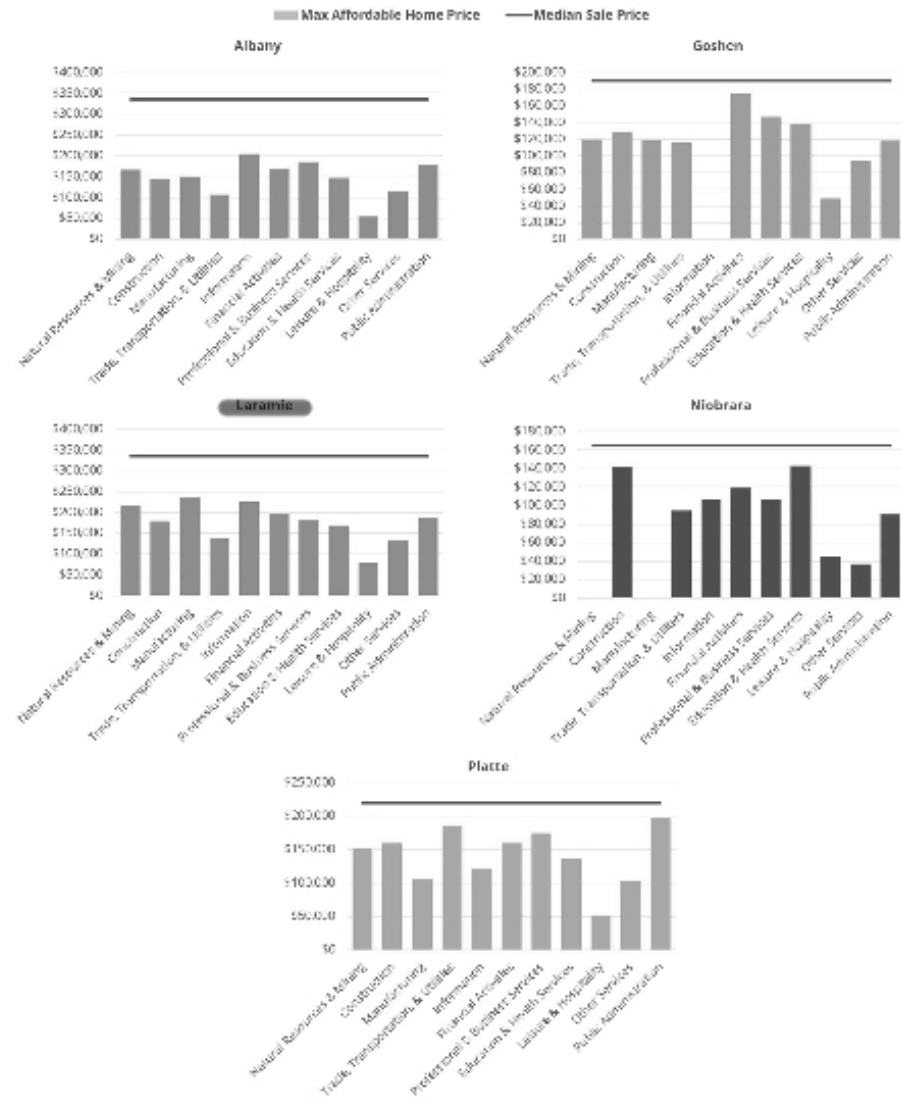 Max Affordable Home Price Median Sale Price
Albany
$400,000
$350,000
$300,000
$250,000
$200,000
$150,000
$100,000
$50,000
$0
Natural Resources & Mining
Construction
Manufacturing
Trade, Transportation, & Utilities
Information
Financial Activities
Professional & Business Services
Education & Health Services
Leisure & Hospitality
Other Services
Public Administration
Goshen
$200,000
$180,000
$160,000
$140,000
$120,000
$100,000
$80,000
$60,000
$40,000
$20,000
$0
Natural Resources & Mining
Construction
Manufacturing
Trade, Transportation, & Utilities
Information
Financial Activities
Professional & Business Services
Education & Health Services
Leisure & Hospitality
Other Services
Public Administration
Laramie
$400,000
$350,000
$300,000
$250,000
$200,000
$150,000
$100,000
$50,000
$0
Natural Resources & Mining
Construction
Manufacturing
Trade, Transportation & Utilities
Information
Financial Activities
Professional & Business Services
Education & Health Services
Leisure & Hospitality
Other Services
Public Administration
Niobrara
$180,000
$160,000
$140,000
$120,000
$100,000
$80,000
$60,000
$40,000
$20,000
$0
Natural Resources & Mining
Construction
Manufacturing
Trade, Transportation, & Utilities
Information
Financial Activities
Professional & Business Services
Education & Health Services
Leisure & Hospitality
Other Services
Public Administration
Platte
$250,000
$200,000
$150,000
$100,000
$50,000
$0
Natural Resources & Mining
Construction
Manufacturing
Trade, Transportation, & Utilities
Information
Financial Activities
Professional & Business Services
Education & Health Services
Leisure & Hospitality
Other Services
Public Administration